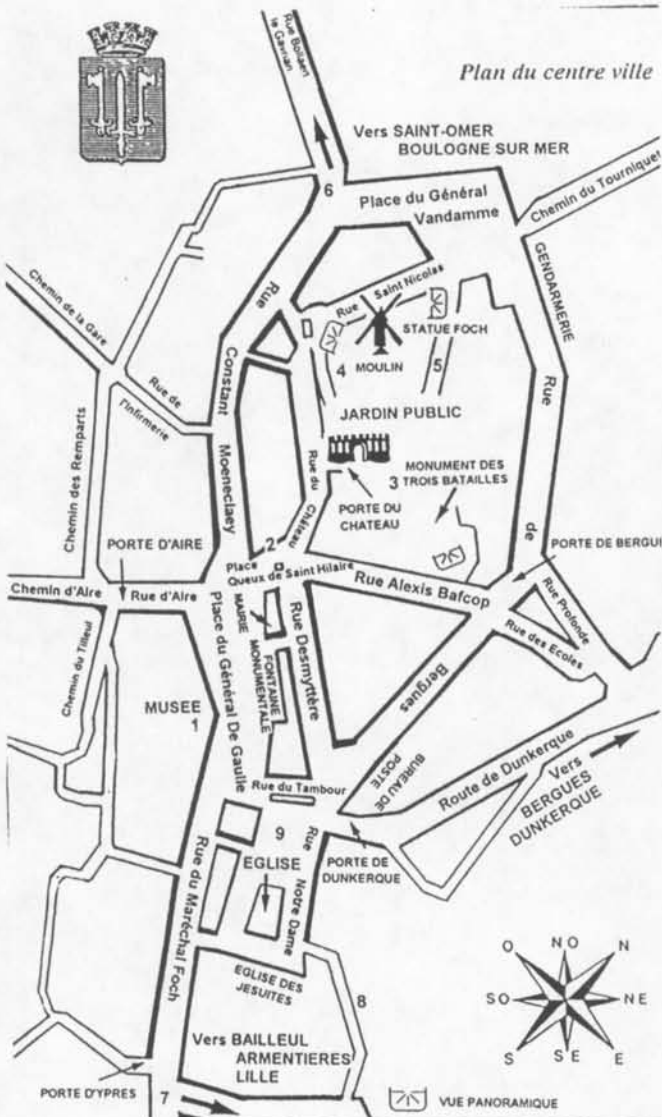 Plan du centre ville
Rue Bollaert
le Gavrian
Vers SAINT-OMER
BOULOGNE SUR MER
Chemin du Tourniquet
6
Place du Général
Vandamme
GENDARMERIE
Chemin de la Gare
Rue Saint Nicolas
STATUE FOCH
4
MOULIN
5
Rue Constant Moeneclaey
Rue de
l'Infirmerie
JARDIN PUBLIC
Rue de Bergues
Chemin des Remparts
Rue du Château
3
MONUMENT DES
TROIS BATAILLES
PORTE DU
CHATEAU
PORTE D'AIRE
2
Place
Queux de Saint Hilaire
PORTE DE BERGUE
Chemin d'Aire
Rue d'Aire
Rue Alexis Bafcop
Rue Profonde
Rue des Ecoles
MAIRIE
FONTAINE
MONUMENTALE
Rue Desmyttère
Place du Général De Gaulle
Chemin du Tilleul
MUSEE
1
BUREAU DE
POSTE
Route de Dunkerque
Vers
BERGUES
DUNKERQUE
Rue du Tambour
9
EGLISE
Rue Notre Dame
PORTE DE
DUNKERQUE
Rue du Maréchal Foch
EGLISE DES
JESUITES
8
Vers BAILLEUL
ARMENTIERES
LILLE
O
NO
N
SO
NE
S
SE
E
PORTE D'YPRES
7
VUE PANORAMIQUE